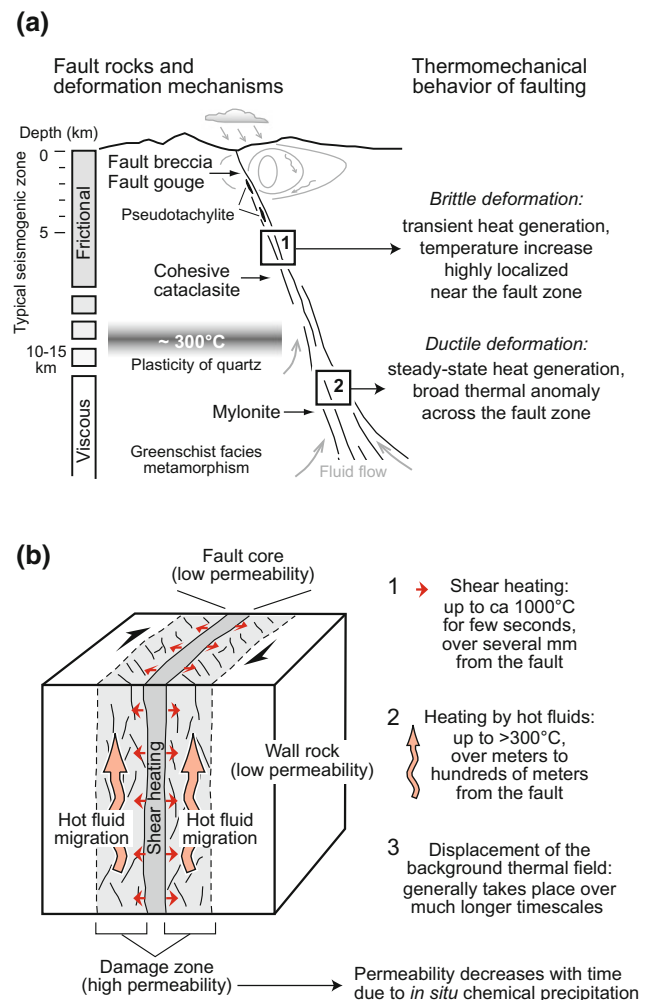 (a)
Fault rocks and
deformation mechanisms
Thermomechanical
behavior of faulting
Depth (km)
0
5
10-15
km
Typical seismogenic zone
Frictional
Viscous
Fault breccia
Fault gouge
Pseudotachylite
1
Cohesive
cataclasite
~ 300°C
Plasticity of quartz
2
Mylonite
Greenschist facies
metamorphism
Fluid flow
Brittle deformation:
transient heat generation,
temperature increase
highly localized
near the fault zone
Ductile deformation:
steady-state heat generation,
broad thermal anomaly
across the fault zone
(b)
Fault core
(low permeability)
Wall rock
(low permeability)
Shear heating
Hot fluid
migration
Hot fluid
migration
Damage zone
(high permeability)
1 Shear heating:
up to ca 1000°C
for few seconds,
over several mm
from the fault
2 Heating by hot fluids:
up to >300°C,
over meters to
hundreds of meters
from the fault
3 Displacement of the
background thermal field:
generally takes place over
much longer timescales
Permeability decreases with time
due to in situ chemical precipitation